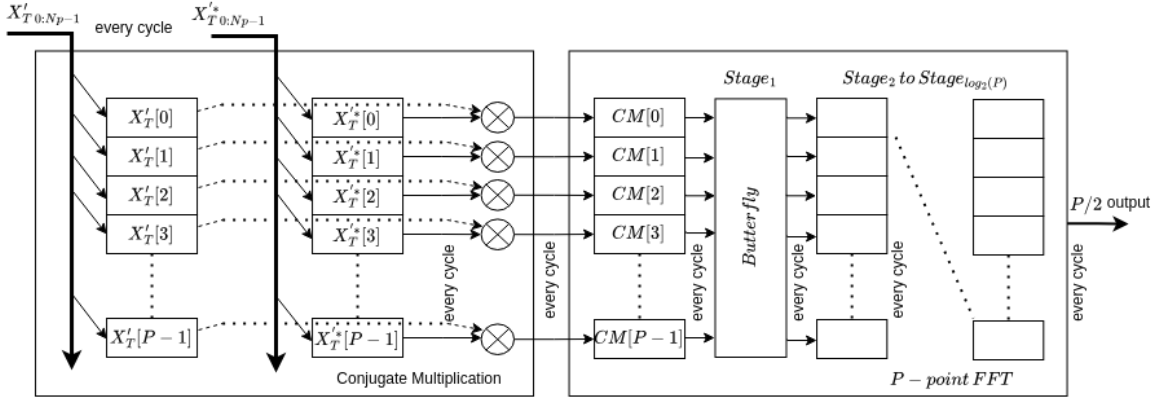 X'_{T 0:Np-1}
every cycle
X'^{*}_{T 0:Np-1}
X'_T[0]
X'_T[1]
X'_T[2]
X'_T[3]
X'_T[P-1]
X'^{*}_T[0]
X'^{*}_T[1]
X'^{*}_T[2]
X'^{*}_T[3]
X'^{*}_T[P-1]
every cycle
Conjugate Multiplication
every cycle
CM[0]
CM[1]
CM[2]
CM[3]
CM[P-1]
every cycle
Stage_1
Butterfly
every cycle
Stage_2 to Stage_{log_2(P)}
every cycle
P-point FFT
P/2 output
every cycle